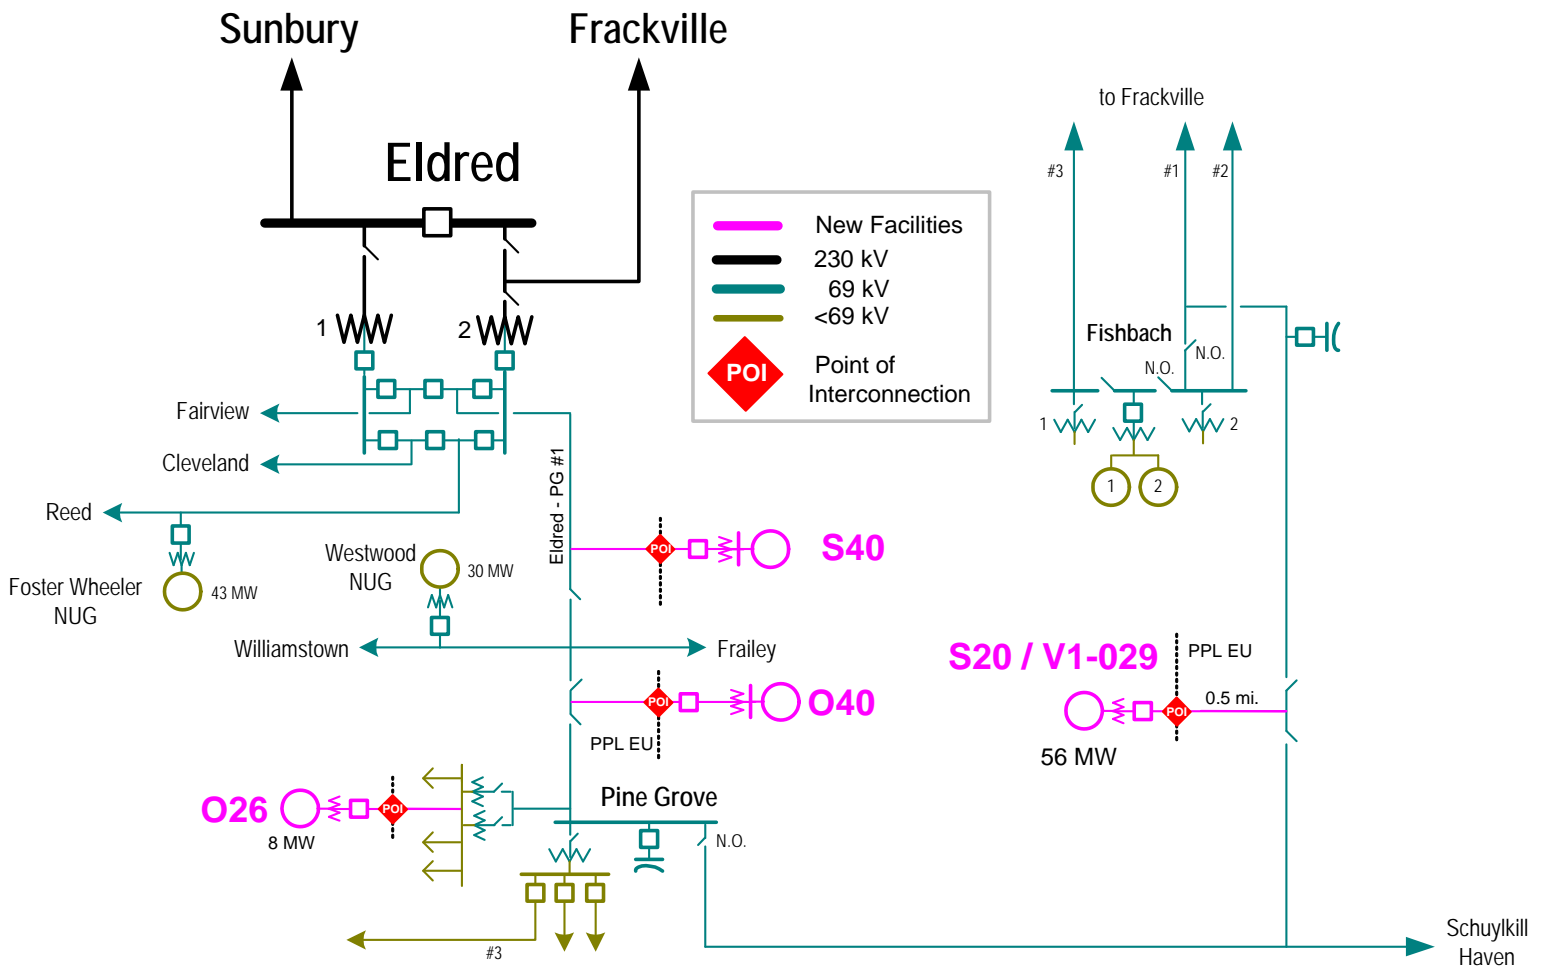 Sunbury
Frackville
Eldred
to Frackville
#3
#1
#2
New Facilities
230 kV
69 kV
<69 kV
POI
Point of
Interconnection
1
2
Fishbach
N.O.
N.O.
1
2
1
2
Fairview
Cleveland
Reed
Eldred - PG #1
Foster Wheeler
NUG
43 MW
Westwood
NUG
30 MW
POI
S40
Williamstown
Frailey
POI
O40
PPL EU
S20 / V1-029
PPL EU
POI
0.5 mi.
56 MW
O26
8 MW
POI
Pine Grove
N.O.
#3
Schuylkill
Haven